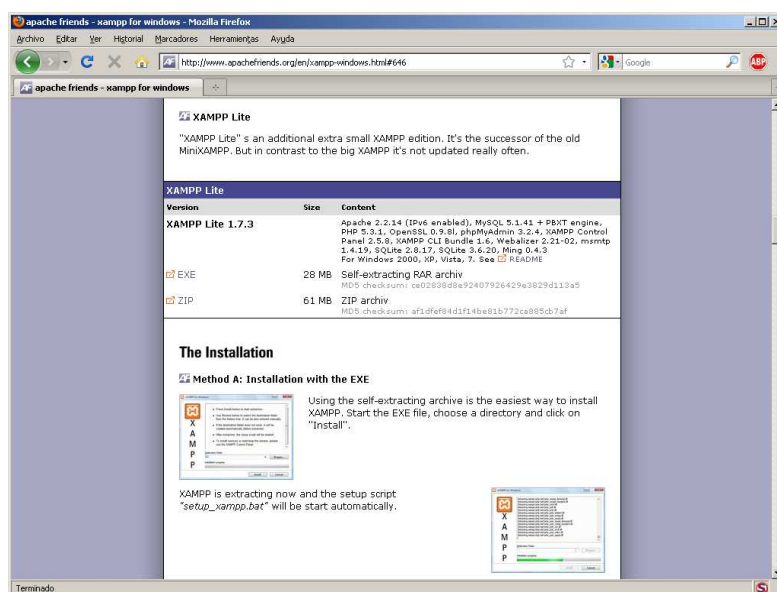 apache friends - xampp for windows - Mozilla Firefox
Archivo Editar Ver Historial Marcadores Herramientas Ayuda
http://www.apachefriends.org/en/xampp-windows.html#646
Google
ABP
apache friends - xampp for windows
XAMPP Lite
"XAMPP Lite" s an additional extra small XAMPP edition. It's the successor of the old
MiniXAMPP. But in contrast to the big XAMPP it's not updated really often.
XAMPP Lite
Version Size Content
XAMPP Lite 1.7.3 Apache 2.2.14 (IPv6 enabled), MySQL 5.1.41 + PBXT engine,
PHP 5.3.1, OpenSSL 0.9.8l, phpMyAdmin 3.2.4, XAMPP Control
Panel 2.5.8, XAMPP CLI Bundle 1.6, Webalizer 2.21-02, msmtp
1.4.19, SQLite 2.8.17, SQLite 3.6.20, Ming 0.4.3
For Windows 2000, XP, Vista, 7. See README
EXE 28 MB Self-extracting RAR archiv
MD5 checksum: ce02838d8e92407926429e3829d113a5
ZIP 61 MB ZIP archiv
MD5 checksum: af1dfef84d1f14be81b772ca885cb7af
The Installation
Method A: Installation with the EXE
Using the self-extracting archive is the easiest way to install
XAMPP. Start the EXE file, choose a directory and click on
"Install".
X
A
M
P
P
XAMPP is extracting now and the setup script
"setup_xampp.bat" will be start automatically.
X
A
M
P
P
Terminado